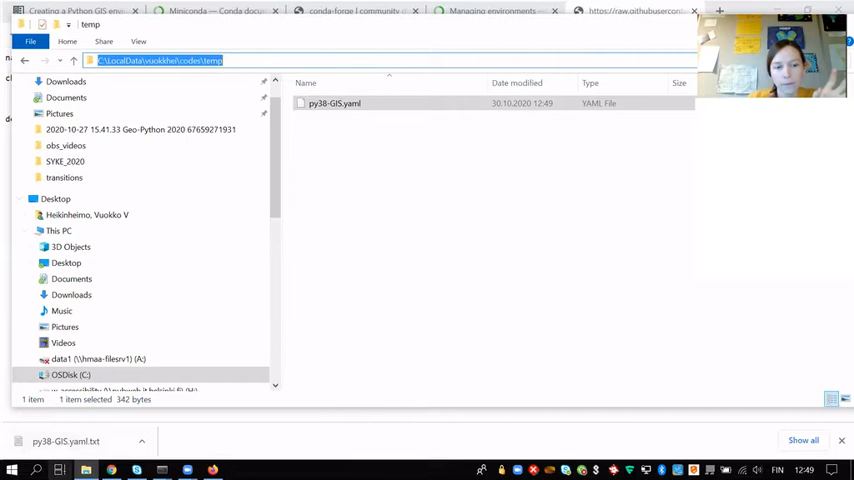 Creating a Python GIS env
Miniconda — Conda docu
conda-forge | community
Managing environments —
https://raw.githubusercont
temp
File
Home
Share
View
C:\LocalData\vuokkhei\codes\temp
Downloads
Documents
Pictures
2020-10-27 15.41.33 Geo-Python 2020 67659271931
obs_videos
SYKE_2020
transitions
Desktop
Heikinheimo, Vuokko V
This PC
3D Objects
Desktop
Documents
Downloads
Music
Pictures
Videos
data1 (\\hmaa-filesrv1) (A:)
OSDisk (C:)
Name
Date modified
Type
Size
py38-GIS.yaml
30.10.2020 12:49
YAML File
1 item
1 item selected
342 bytes
py38-GIS.yaml.txt
Show all
FIN
12:49